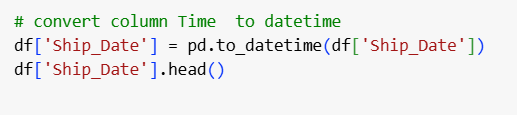 # convert column Time  to datetime
df['Ship_Date'] = pd.to_datetime(df['Ship_Date'])
df['Ship_Date'].head()